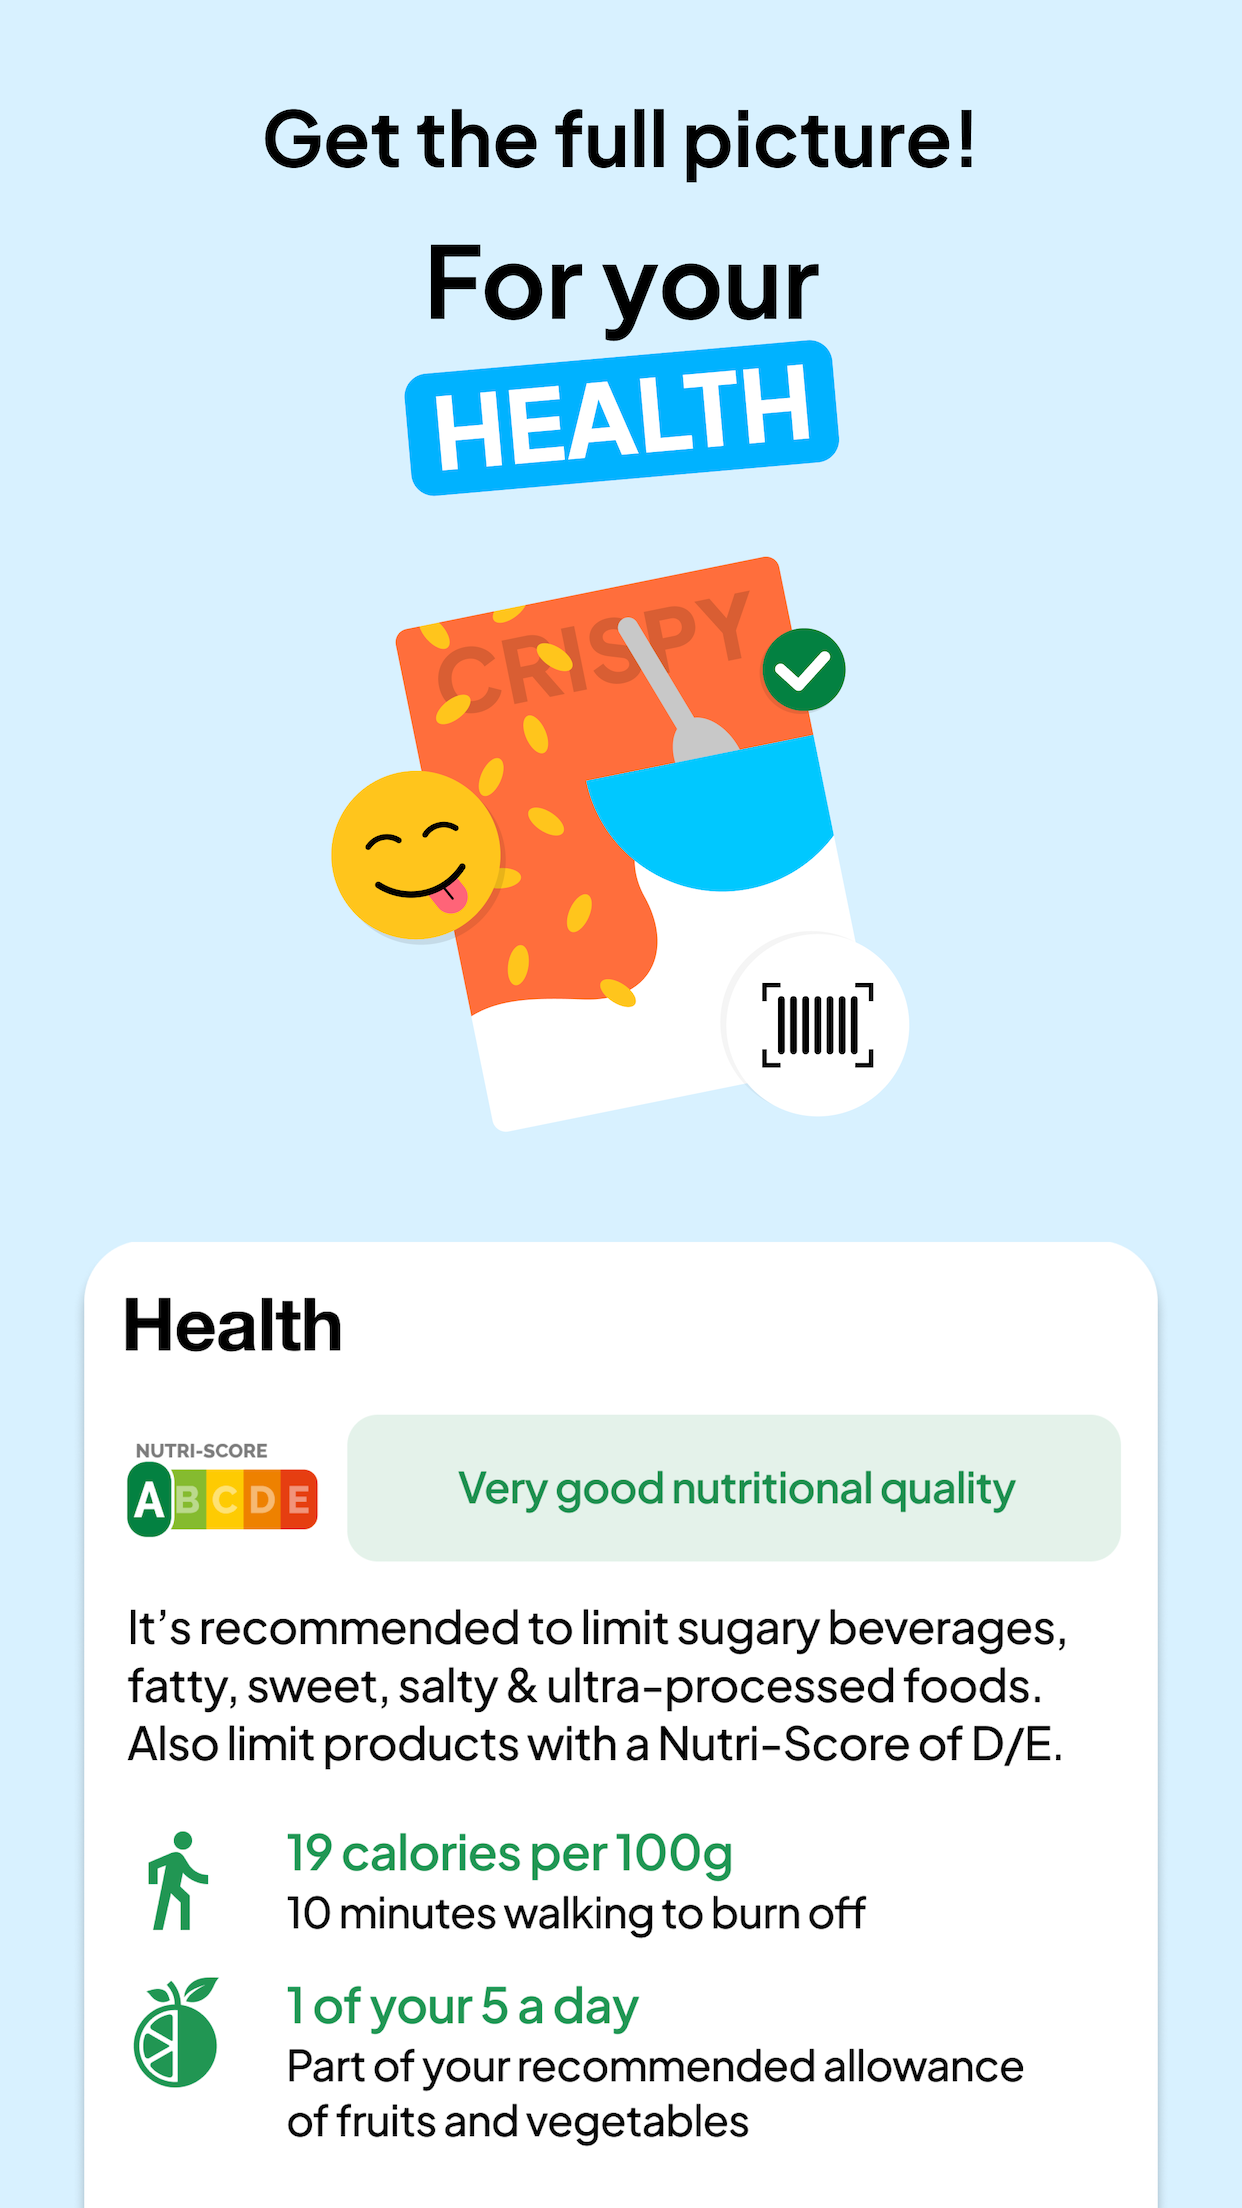 Get the full picture!
For your
HEALTH
CRISPY
Health
NUTRI-SCORE
A B C D E
Very good nutritional quality
It’s recommended to limit sugary beverages,
fatty, sweet, salty & ultra-processed foods.
Also limit products with a Nutri-Score of D/E.
19 calories per 100g
10 minutes walking to burn off
1 of your 5 a day
Part of your recommended allowance
of fruits and vegetables